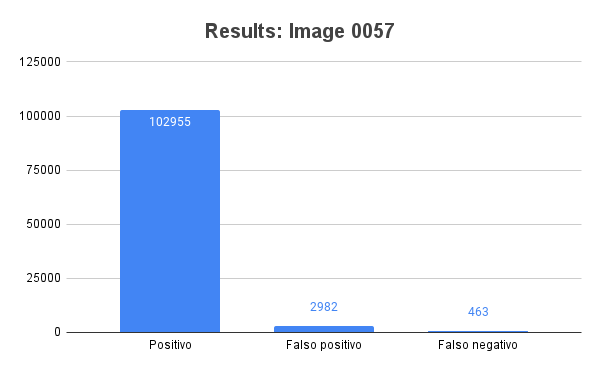 Results: Image 0057
125000
100000
75000
50000
25000
0
102955
2982
463
Positivo
Falso positivo
Falso negativo